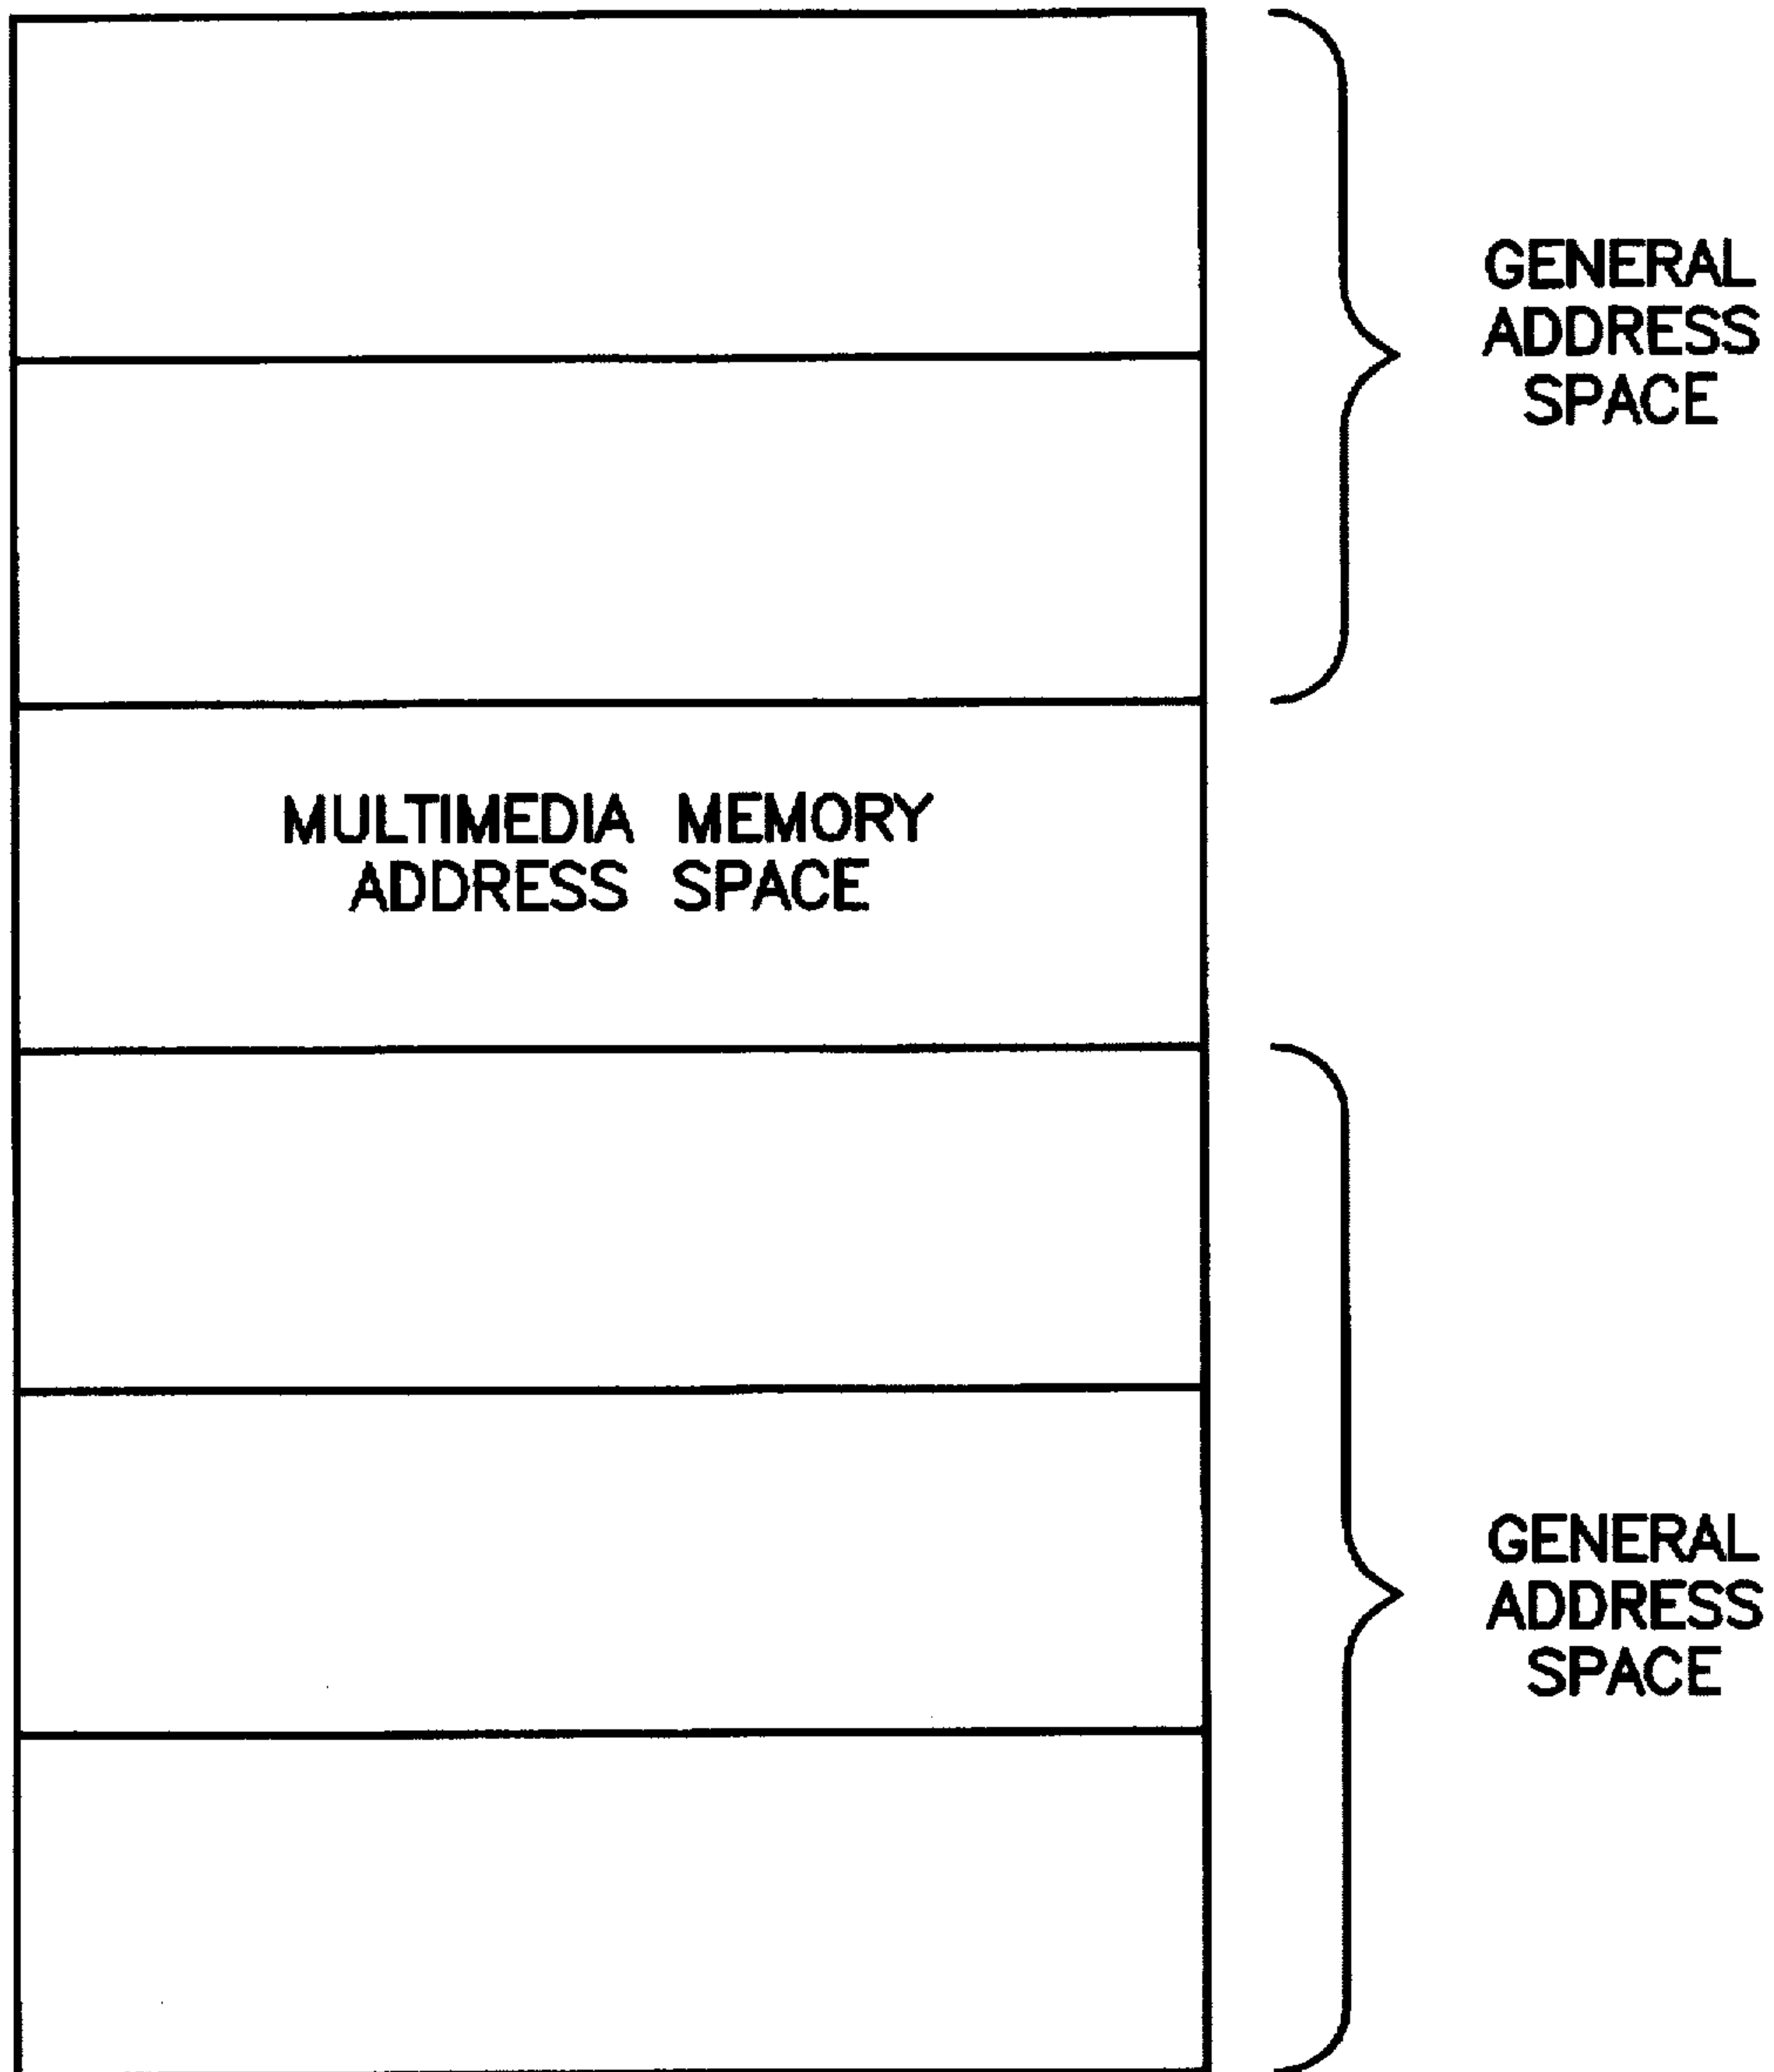 GENERAL
ADDRESS
SPACE
MULTIMEDIA MEMORY
ADDRESS SPACE
GENERAL
ADDRESS
SPACE